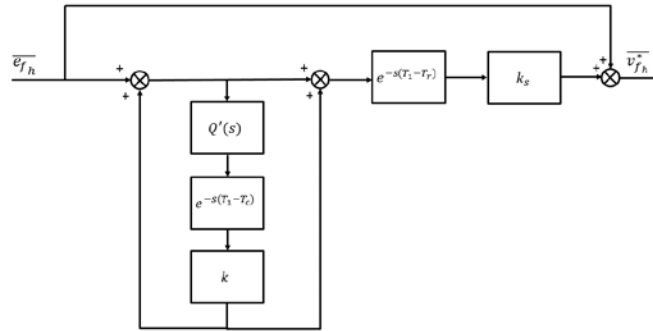 \overline{e_{f_h}}
+ + + + + +
e^{-s(T_1-T_r)}
k_s
\overline{v^*_{f_h}}
Q'(s)
e^{-s(T_1-T_c)}
k